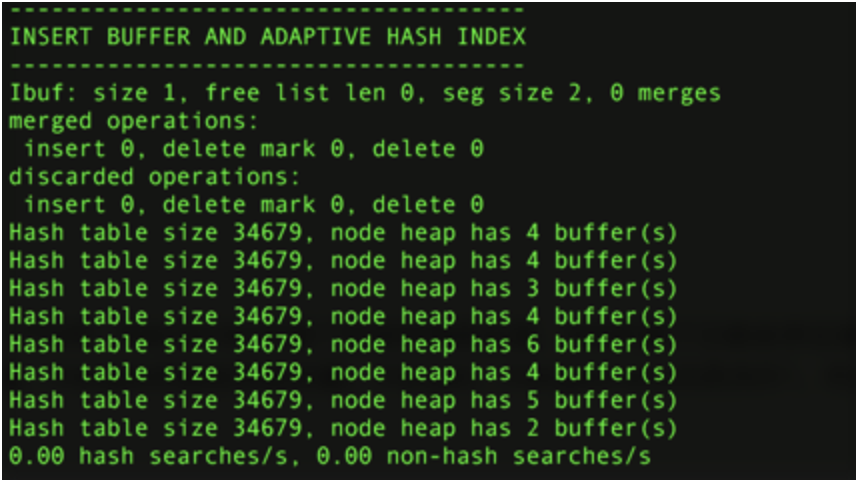 -------------------------------------
INSERT BUFFER AND ADAPTIVE HASH INDEX
-------------------------------------
Ibuf: size 1, free list len 0, seg size 2, 0 merges
merged operations:
 insert 0, delete mark 0, delete 0
discarded operations:
 insert 0, delete mark 0, delete 0
Hash table size 34679, node heap has 4 buffer(s)
Hash table size 34679, node heap has 4 buffer(s)
Hash table size 34679, node heap has 3 buffer(s)
Hash table size 34679, node heap has 4 buffer(s)
Hash table size 34679, node heap has 6 buffer(s)
Hash table size 34679, node heap has 4 buffer(s)
Hash table size 34679, node heap has 5 buffer(s)
Hash table size 34679, node heap has 2 buffer(s)
0.00 hash searches/s, 0.00 non-hash searches/s